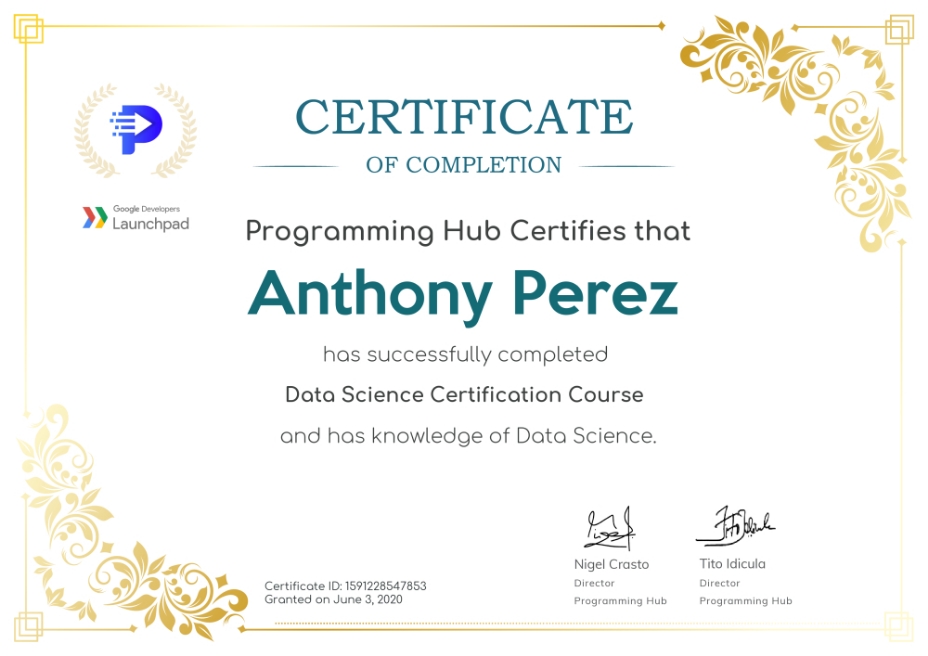 CERTIFICATE
OF COMPLETION
Google Developers
Launchpad
Programming Hub Certifies that
Anthony Perez
has successfully completed
Data Science Certification Course
and has knowledge of Data Science.
Nigel Crasto
Director
Programming Hub
Tito Idicula
Director
Programming Hub
Certificate ID: 1591228547853
Granted on June 3, 2020